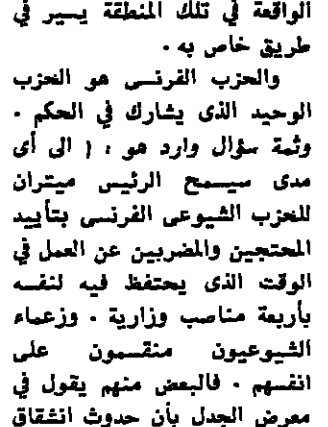 الواقعة في تلك المنطقة يسير في
طريق خاص به .
والحزب الفرنسى هو الحزب
الوحيد الذى يشارك في الحكم .
وثمة سؤال وارد هو ، ( الى أى
مدى سيسمح الرئيس ميتران
للحزب الشيوعى الفرنسى بتأييد
المحتجين والمضربين عن العمل في
الوقت الذى يحتفظ فيه لنفسه
بأربعة مناصب وزارية . وزعماء
الشيوعيون منقسمون على
انفسهم . فالبعض منهم يقول في
معرض الجدل بأن حدوث انشقاق